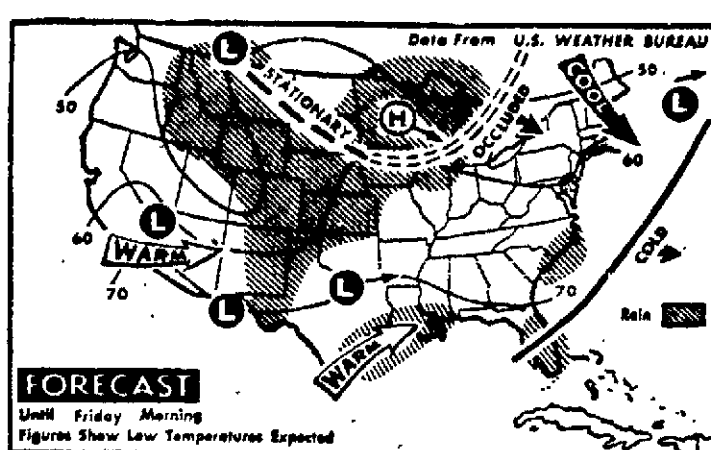 Data From U.S. WEATHER BUREAU
L
STATIONARY
H
OCCLUDED
COOL
50
L
50
60
L
60
WARM
70
L
L
70
COLD
Rain
WARM
FORECAST
Until Friday Morning
Figures Show Low Temperatures Expected